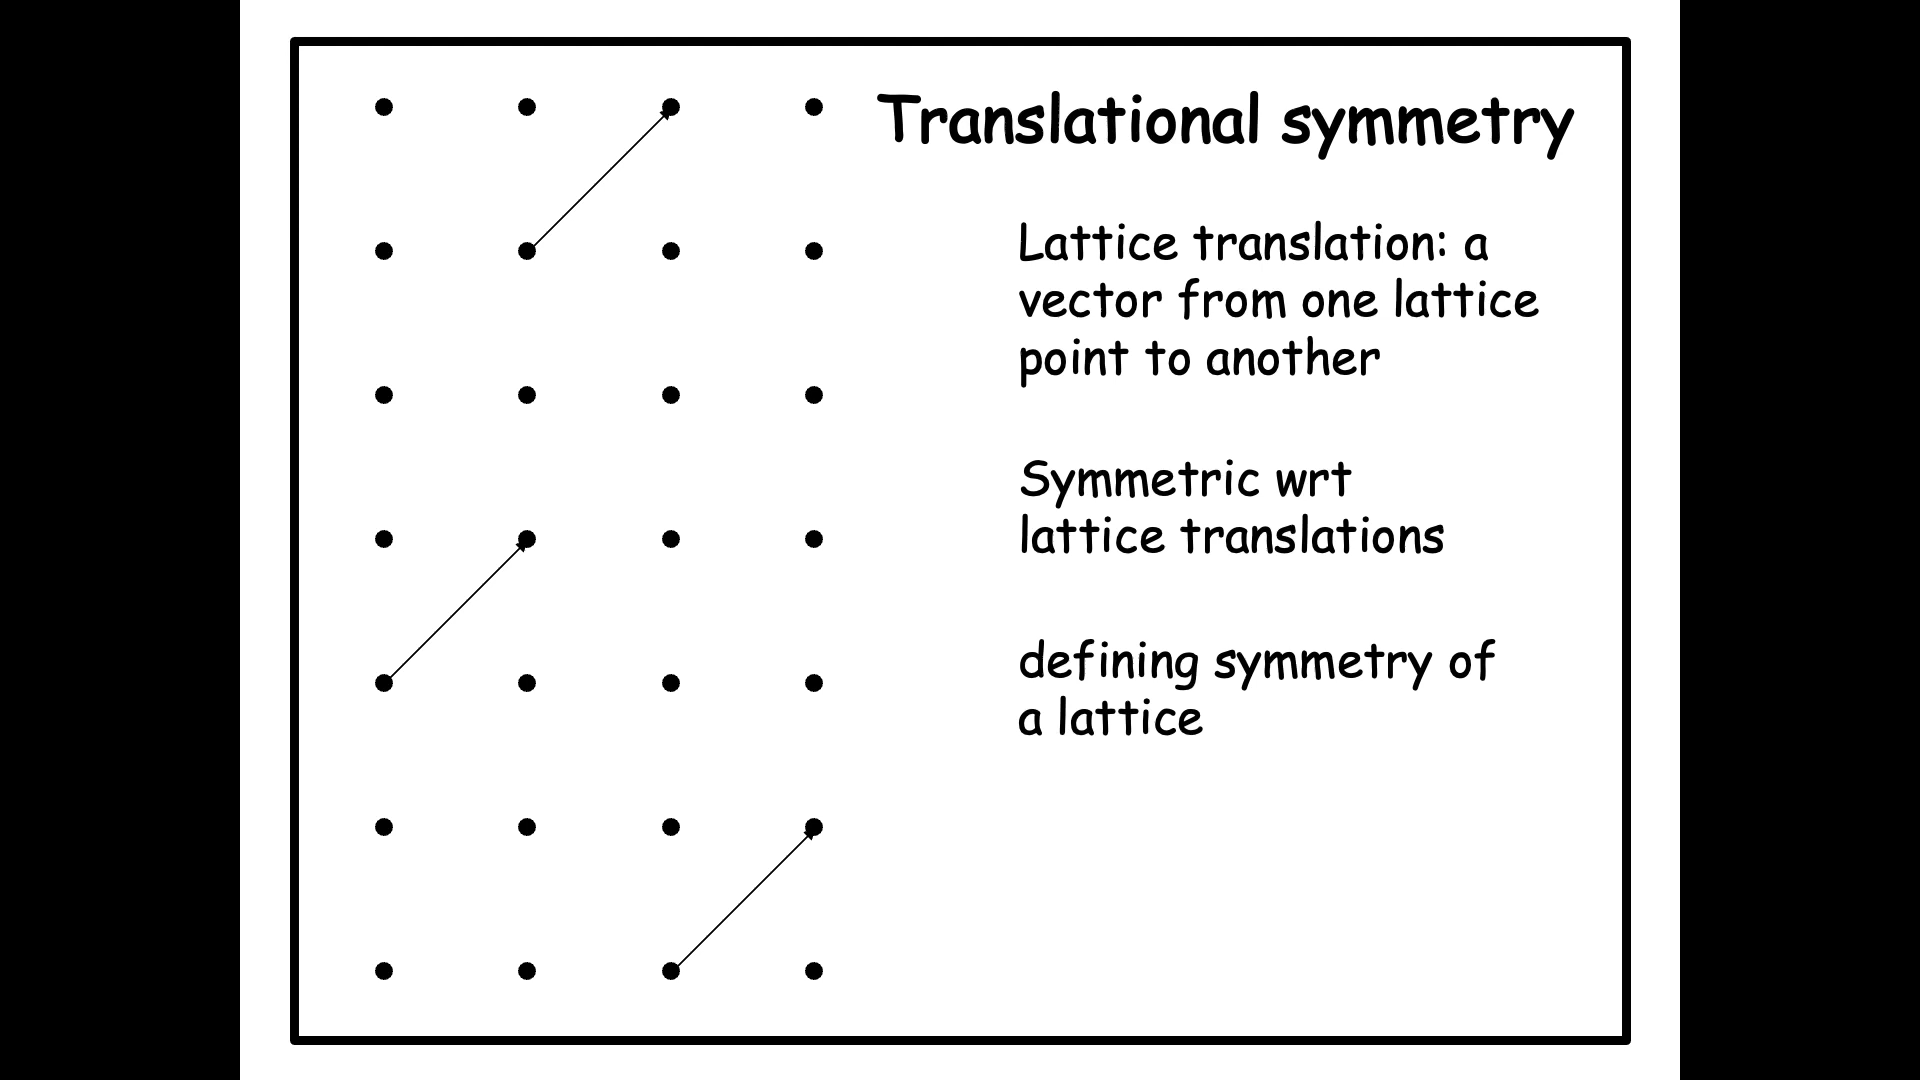 Translational symmetry
Lattice translation: a
vector from one lattice
point to another
Symmetric wrt
lattice translations
defining symmetry of
a lattice